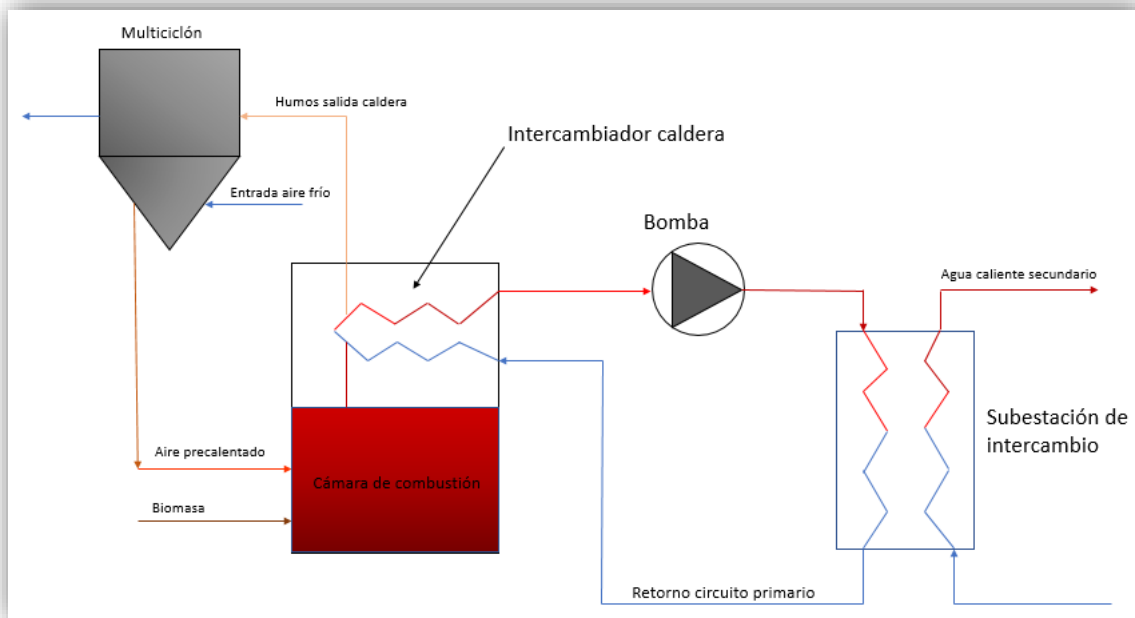 Multiciclón
Humos salida caldera
Intercambiador caldera
Entrada aire frío
Bomba
Agua caliente secundario
Subestación de
intercambio
Aire precalentado
Cámara de combustión
Biomasa
Retorno circuito primario